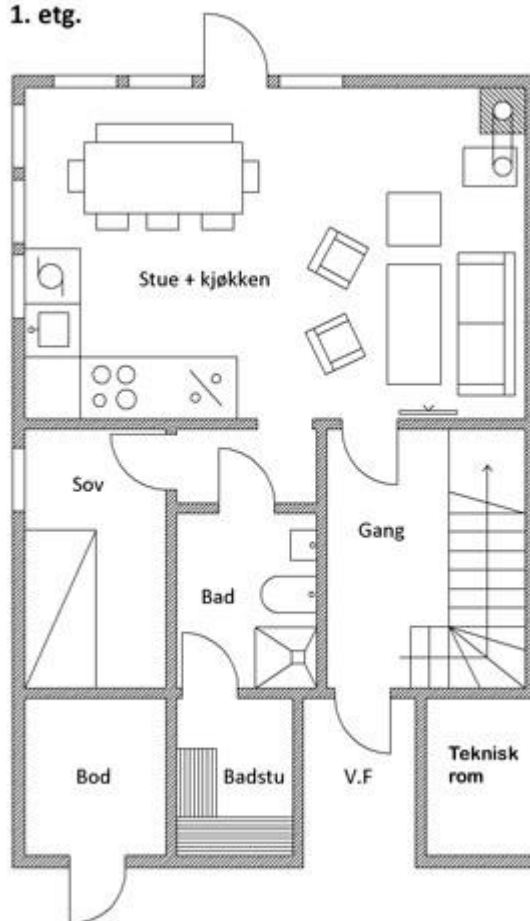 1. etg.
Stue + kjøkken
Sov
Gang
Bad
Bod
Badstu
V.F
Teknisk
rom